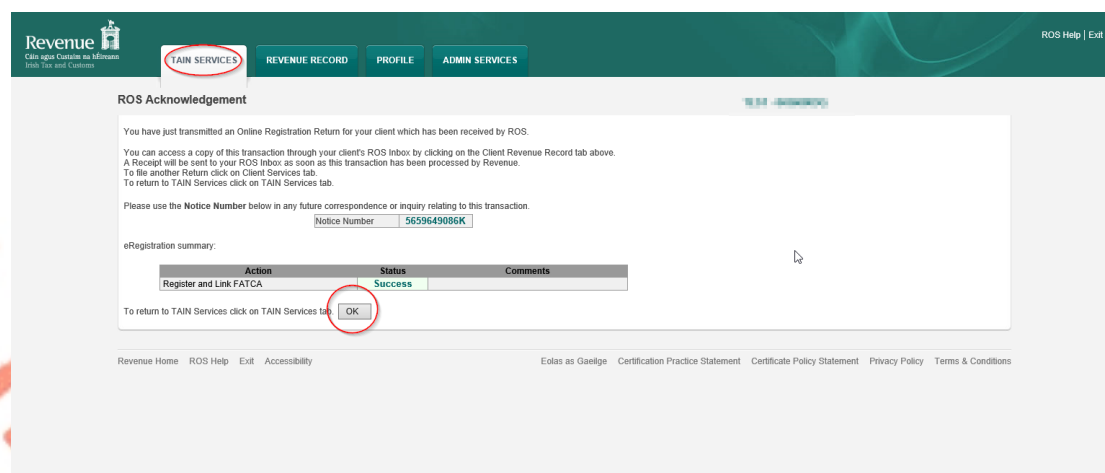 ROS Help | Exit
Revenue
Cáin agus Custaim na hÉireann
Irish Tax and Customs
TAIN SERVICES
REVENUE RECORD
PROFILE
ADMIN SERVICES
ROS Acknowledgement
You have just transmitted an Online Registration Return for your client which has been received by ROS.
You can access a copy of this transaction through your client's ROS Inbox by clicking on the Client Revenue Record tab above.
A Receipt will be sent to your ROS Inbox as soon as this transaction has been processed by Revenue.
To file another Return click on Client Services tab.
To return to TAIN Services click on TAIN Services tab.
Please use the Notice Number below in any future correspondence or inquiry relating to this transaction.
Notice Number 5659649086K
eRegistration summary:
Action Status Comments
Register and Link FATCA Success
To return to TAIN Services click on TAIN Services tab. OK
Revenue Home ROS Help Exit Accessibility Eolas as Gaeilge Certification Practice Statement Certificate Policy Statement Privacy Policy Terms & Conditions